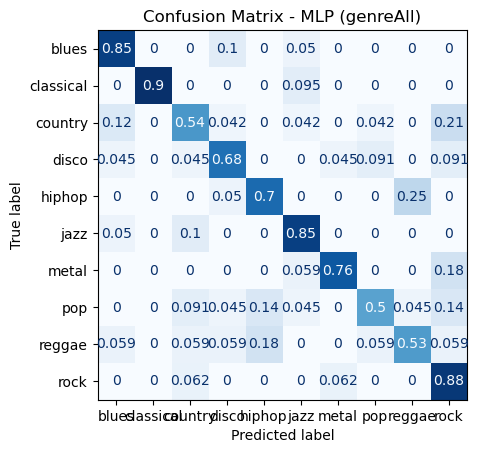 Confusion Matrix - MLP (genreAll)
blues 0.85 0 0 0.1 0 0.05 0 0 0 0
classical 0 0.9 0 0 0 0.095 0 0 0 0
country 0.12 0 0.54 0.042 0 0.042 0 0.042 0 0.21
disco 0.045 0 0.045 0.68 0 0 0.045 0.091 0 0.091
hiphop 0 0 0 0.05 0.7 0 0 0 0.25 0
jazz 0.05 0 0.1 0 0 0.85 0 0 0 0
metal 0 0 0 0 0 0.059 0.76 0 0 0.18
pop 0 0 0.091 0.045 0.14 0.045 0 0.5 0.045 0.14
reggae 0.059 0 0.059 0.059 0.18 0 0 0.059 0.53 0.059
rock 0 0 0.062 0 0 0 0.062 0 0 0.88
blues classical country disco hiphop jazz metal pop reggae rock
Predicted label
True label